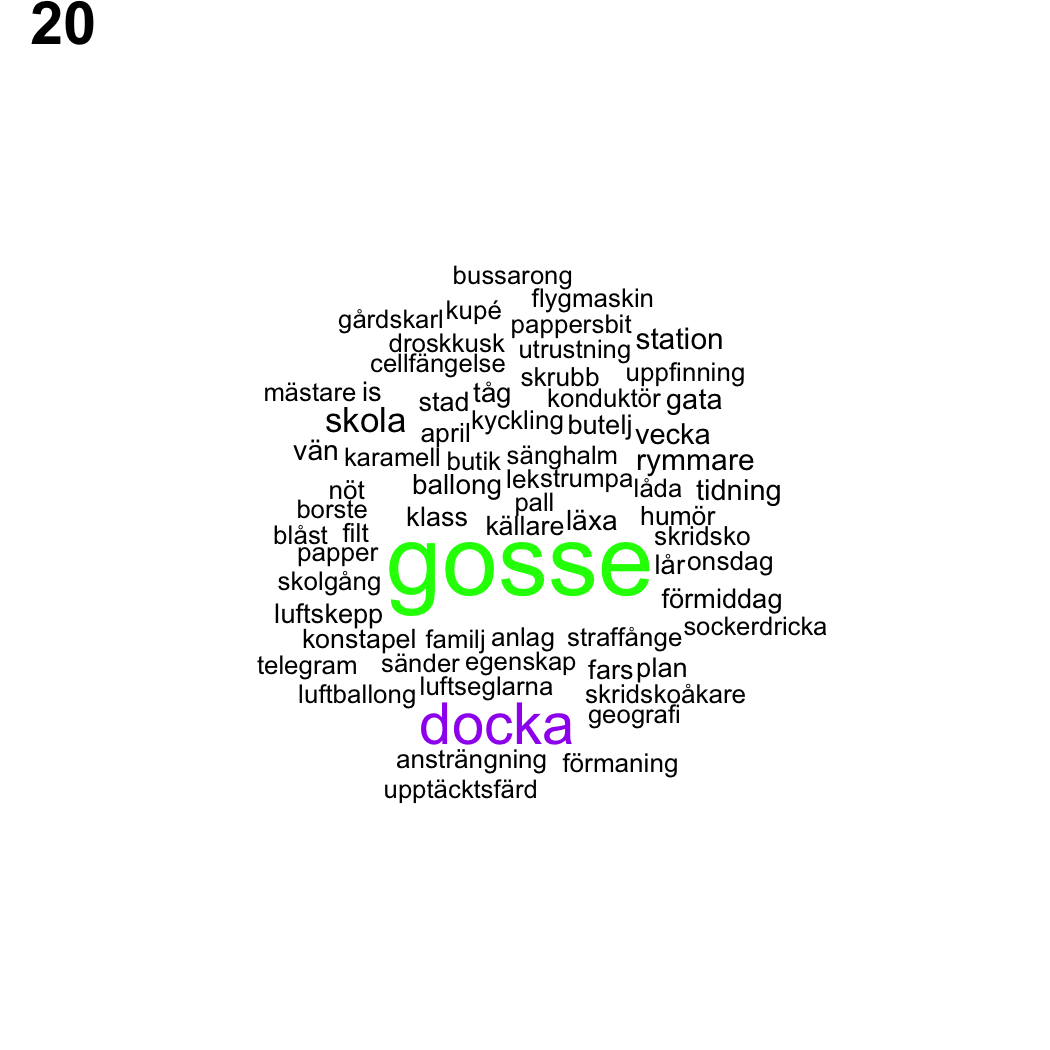 20
bussarong
flygmaskin
gårdskarl kupé pappersbit
droskkusk utrustning station
cellfängelse skrubb uppfinning
mästare is stad tåg konduktör gata
skola april kyckling butelj vecka
vän karamell butik sänghalm rymmare
nöt ballong lekstrumpa låda tidning
borste klass pall humör
blåst filt källare läxa skridsko
papper gosse lår onsdag
skolgång förmiddag
luftskepp sockerdricka
konstapel familj anlag straffånge
telegram sänder egenskap fars plan
luftballong luftseglarna skridskoåkare
docka geografi
ansträngning förmaning
upptäcktsfärd